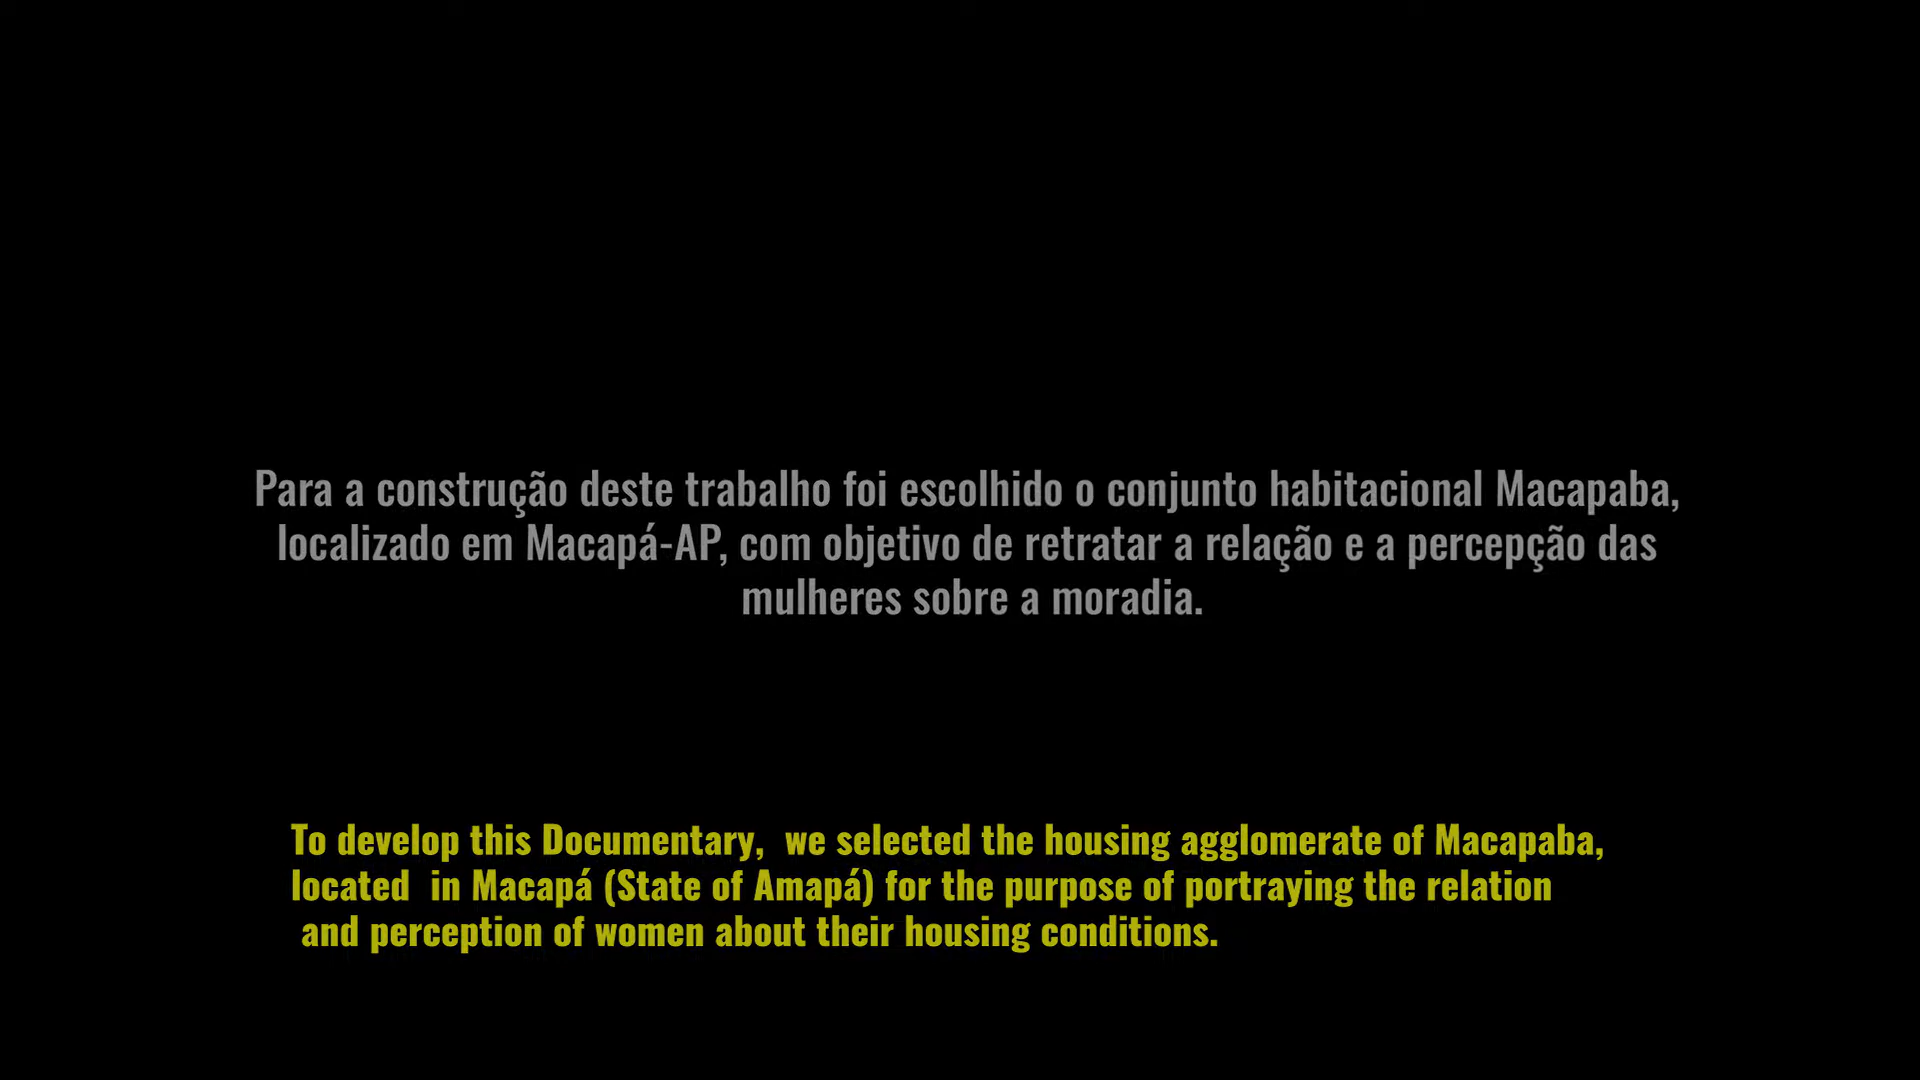 Para a construção deste trabalho foi escolhido o conjunto habitacional Macapaba,
localizado em Macapá-AP, com objetivo de retratar a relação e a percepção das
mulheres sobre a moradia.
To develop this Documentary,  we selected the housing agglomerate of Macapaba,
located  in Macapá (State of Amapá) for the purpose of portraying the relation
and perception of women about their housing conditions.